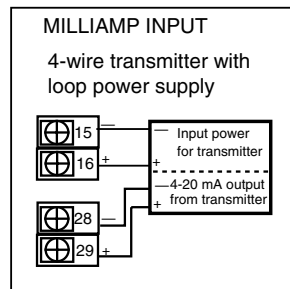 MILLIAMP INPUT
4-wire transmitter with
loop power supply
15 —
16 +
28 —
29 +
— Input power
for transmitter
+
— 4-20 mA output
from transmitter
+